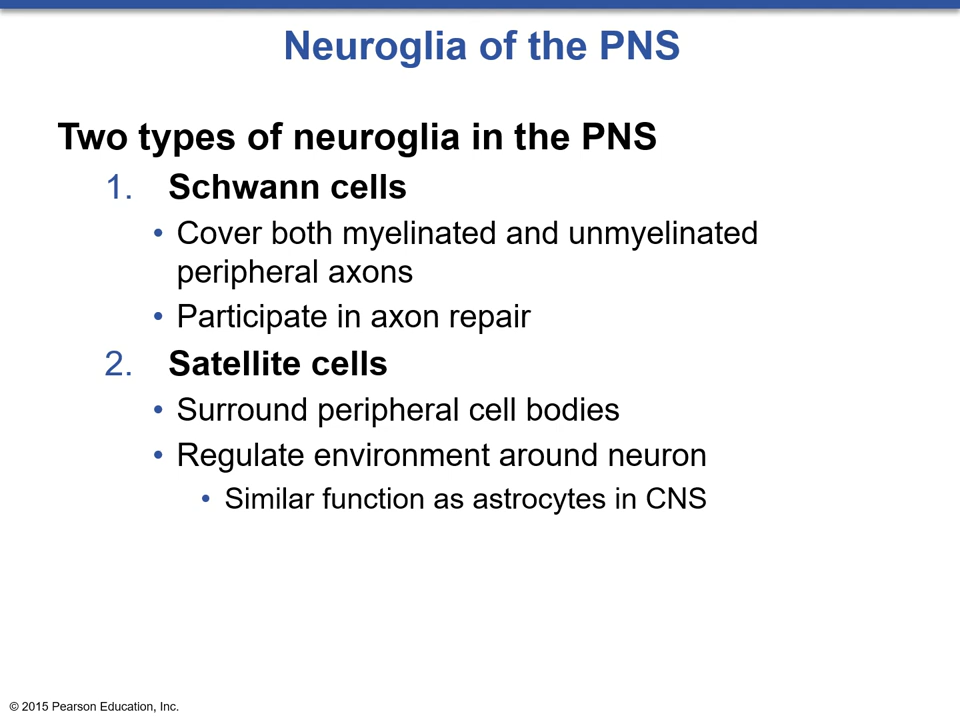 Neuroglia of the PNS
Two types of neuroglia in the PNS
1. Schwann cells
• Cover both myelinated and unmyelinated
peripheral axons
• Participate in axon repair
2. Satellite cells
• Surround peripheral cell bodies
• Regulate environment around neuron
• Similar function as astrocytes in CNS
© 2015 Pearson Education, Inc.